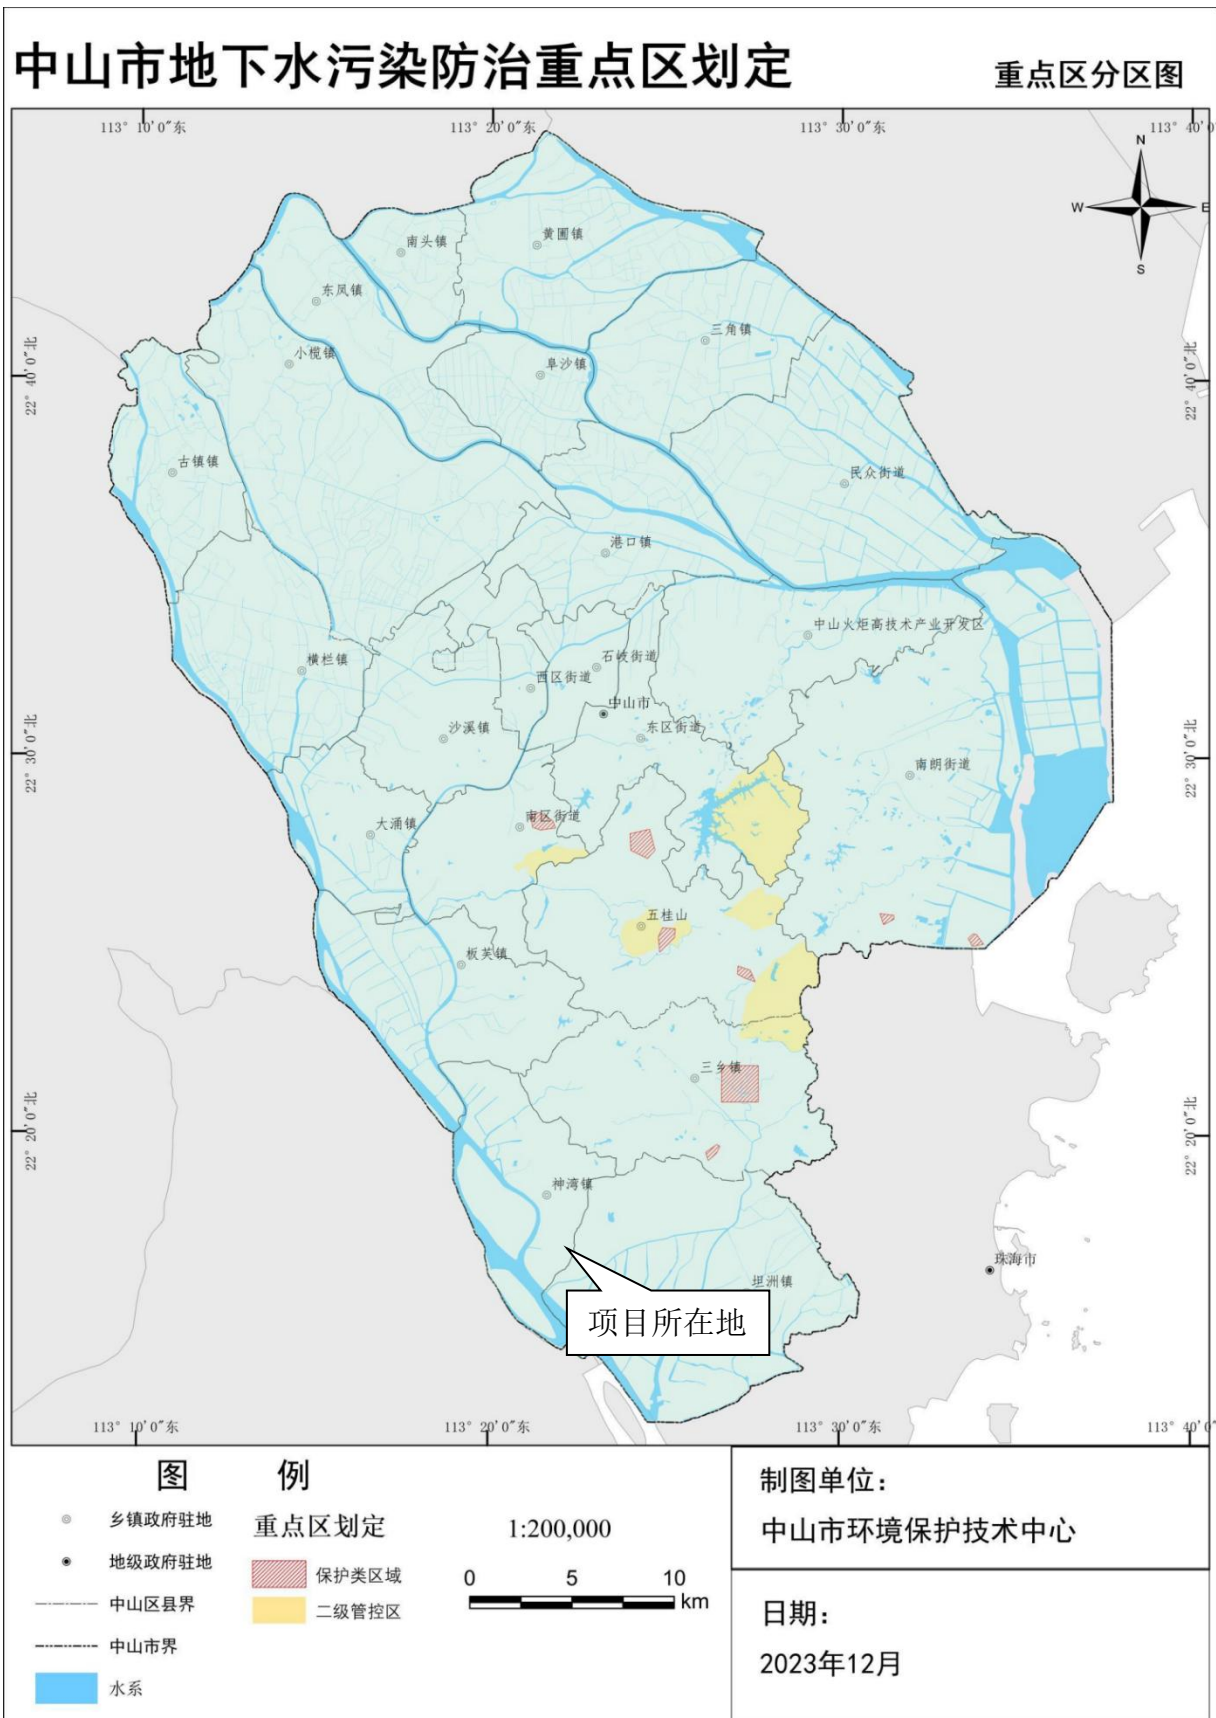 中山市地下水污染防治重点区划定
重点区分区图
113° 10′0″东
113° 20′0″东
113° 30′0″东
113° 40′0″
N
W
E
S
南头镇
黄圃镇
东凤镇
三角镇
小榄镇
阜沙镇
22° 40′0″北
22° 40′0″北
古镇镇
民众街道
港口镇
中山火炬高技术产业开发区
横栏镇
石岐街道
西区街道
中山市
沙溪镇
东区街道
22° 30′0″北
22° 30′0″北
南朗街道
大涌镇
南区街道
五桂山
板芙镇
三乡镇
22° 20′0″北
22° 20′0″北
神湾镇
珠海市
坦洲镇
项目所在地
113° 10′0″东
113° 20′0″东
113° 30′0″东
113° 40′0″
图 例
乡镇政府驻地
地级政府驻地
中山区县界
中山市界
水系
重点区划定
保护类区域
二级管控区
1:200,000
0 5 10
km
制图单位：
中山市环境保护技术中心
日期：
2023年12月